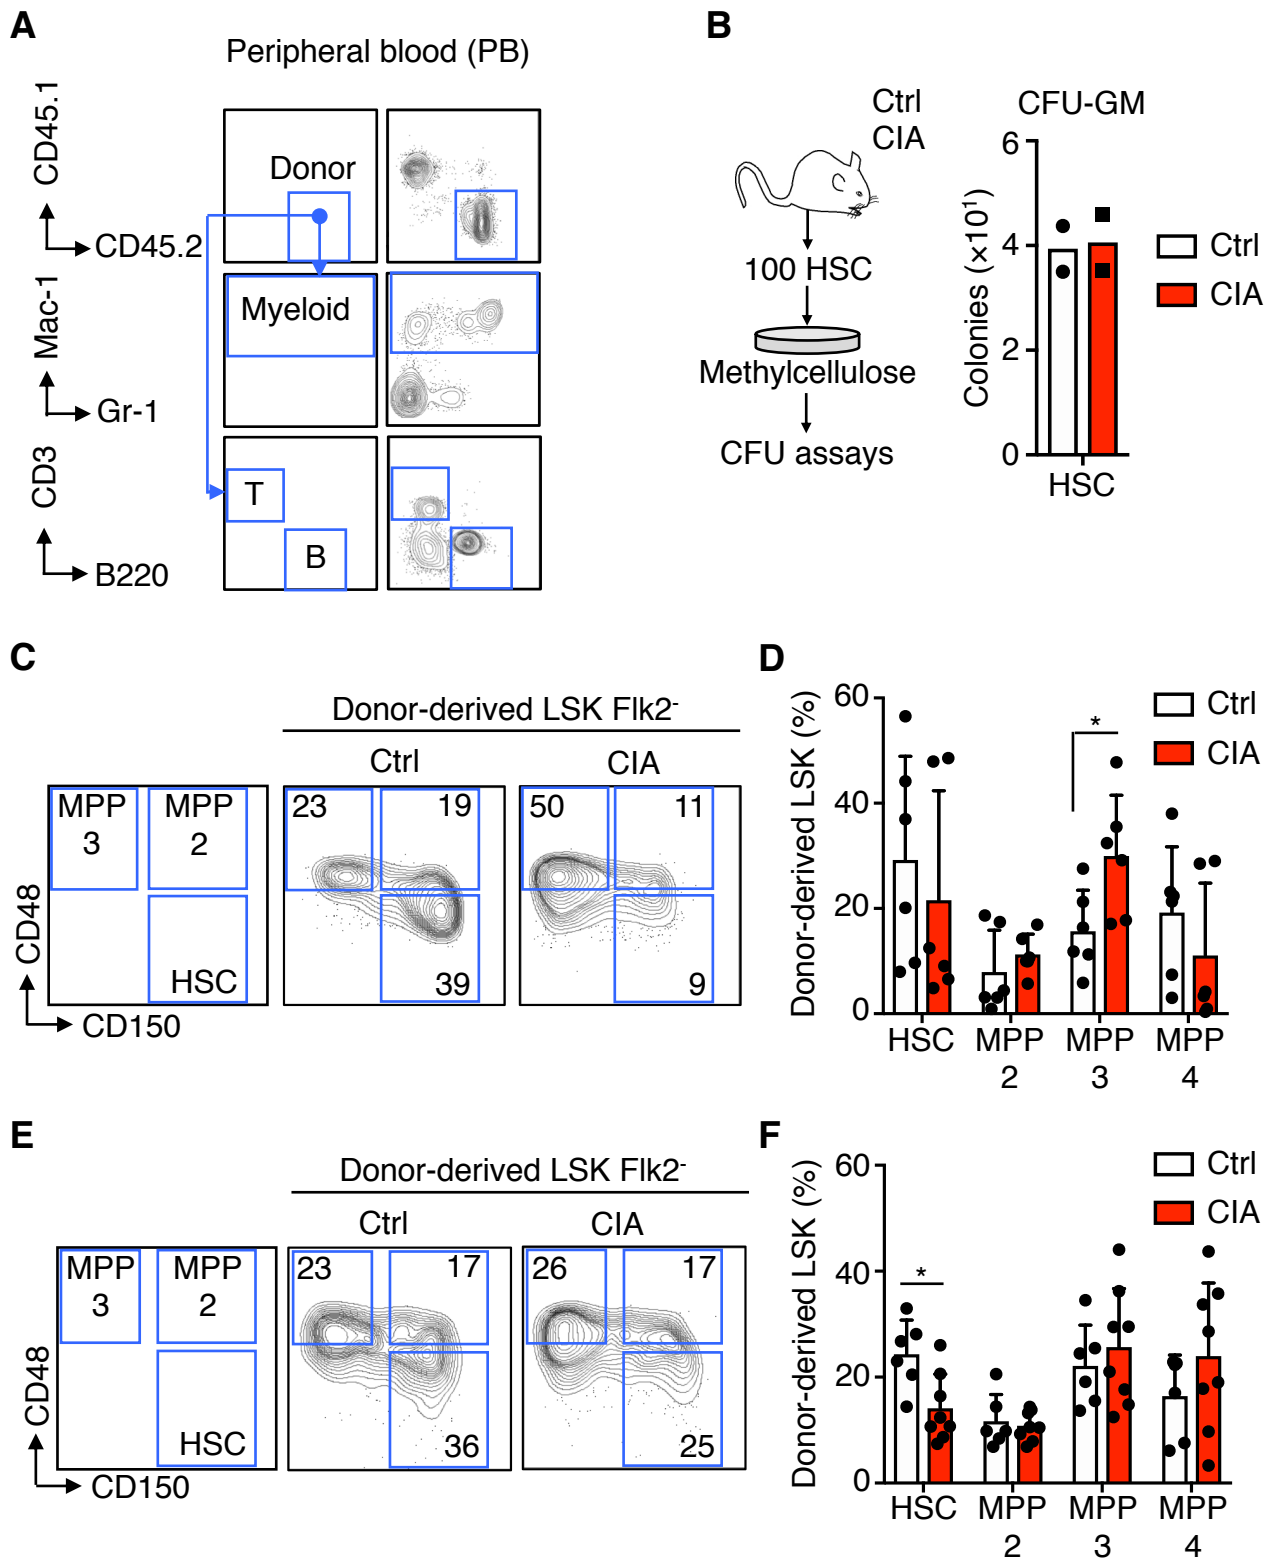 A
Peripheral blood (PB)
CD45.1
CD45.2
Donor
Mac-1
Gr-1
Myeloid
CD3
B220
T
B
B
Ctrl
CIA
100 HSC
Methylcellulose
CFU assays
CFU-GM
Colonies (×10¹)
6
4
2
0
HSC
Ctrl
CIA
C
Donor-derived LSK Flk2⁻
Ctrl
CIA
MPP
3
MPP
2
HSC
CD48
CD150
23
19
39
50
11
9
D
Donor-derived LSK (%)
60
40
20
0
*
Ctrl
CIA
HSC
MPP
2
MPP
3
MPP
4
E
Donor-derived LSK Flk2⁻
Ctrl
CIA
MPP
3
MPP
2
HSC
CD48
CD150
23
17
36
26
17
25
F
Donor-derived LSK (%)
60
40
20
0
*
Ctrl
CIA
HSC
MPP
2
MPP
3
MPP
4